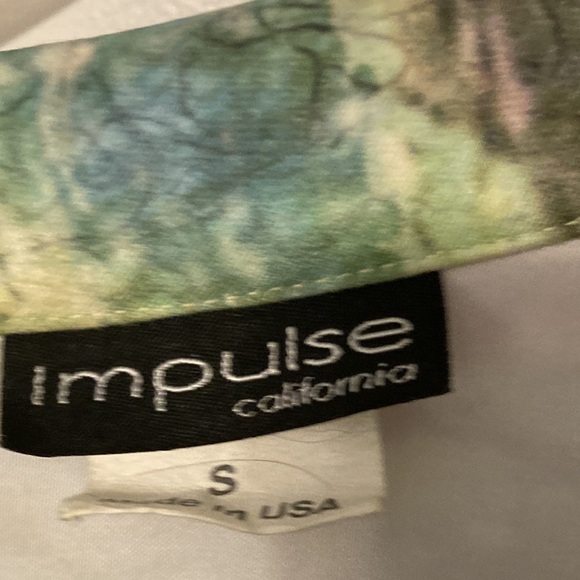 impulse
california
S
made in USA